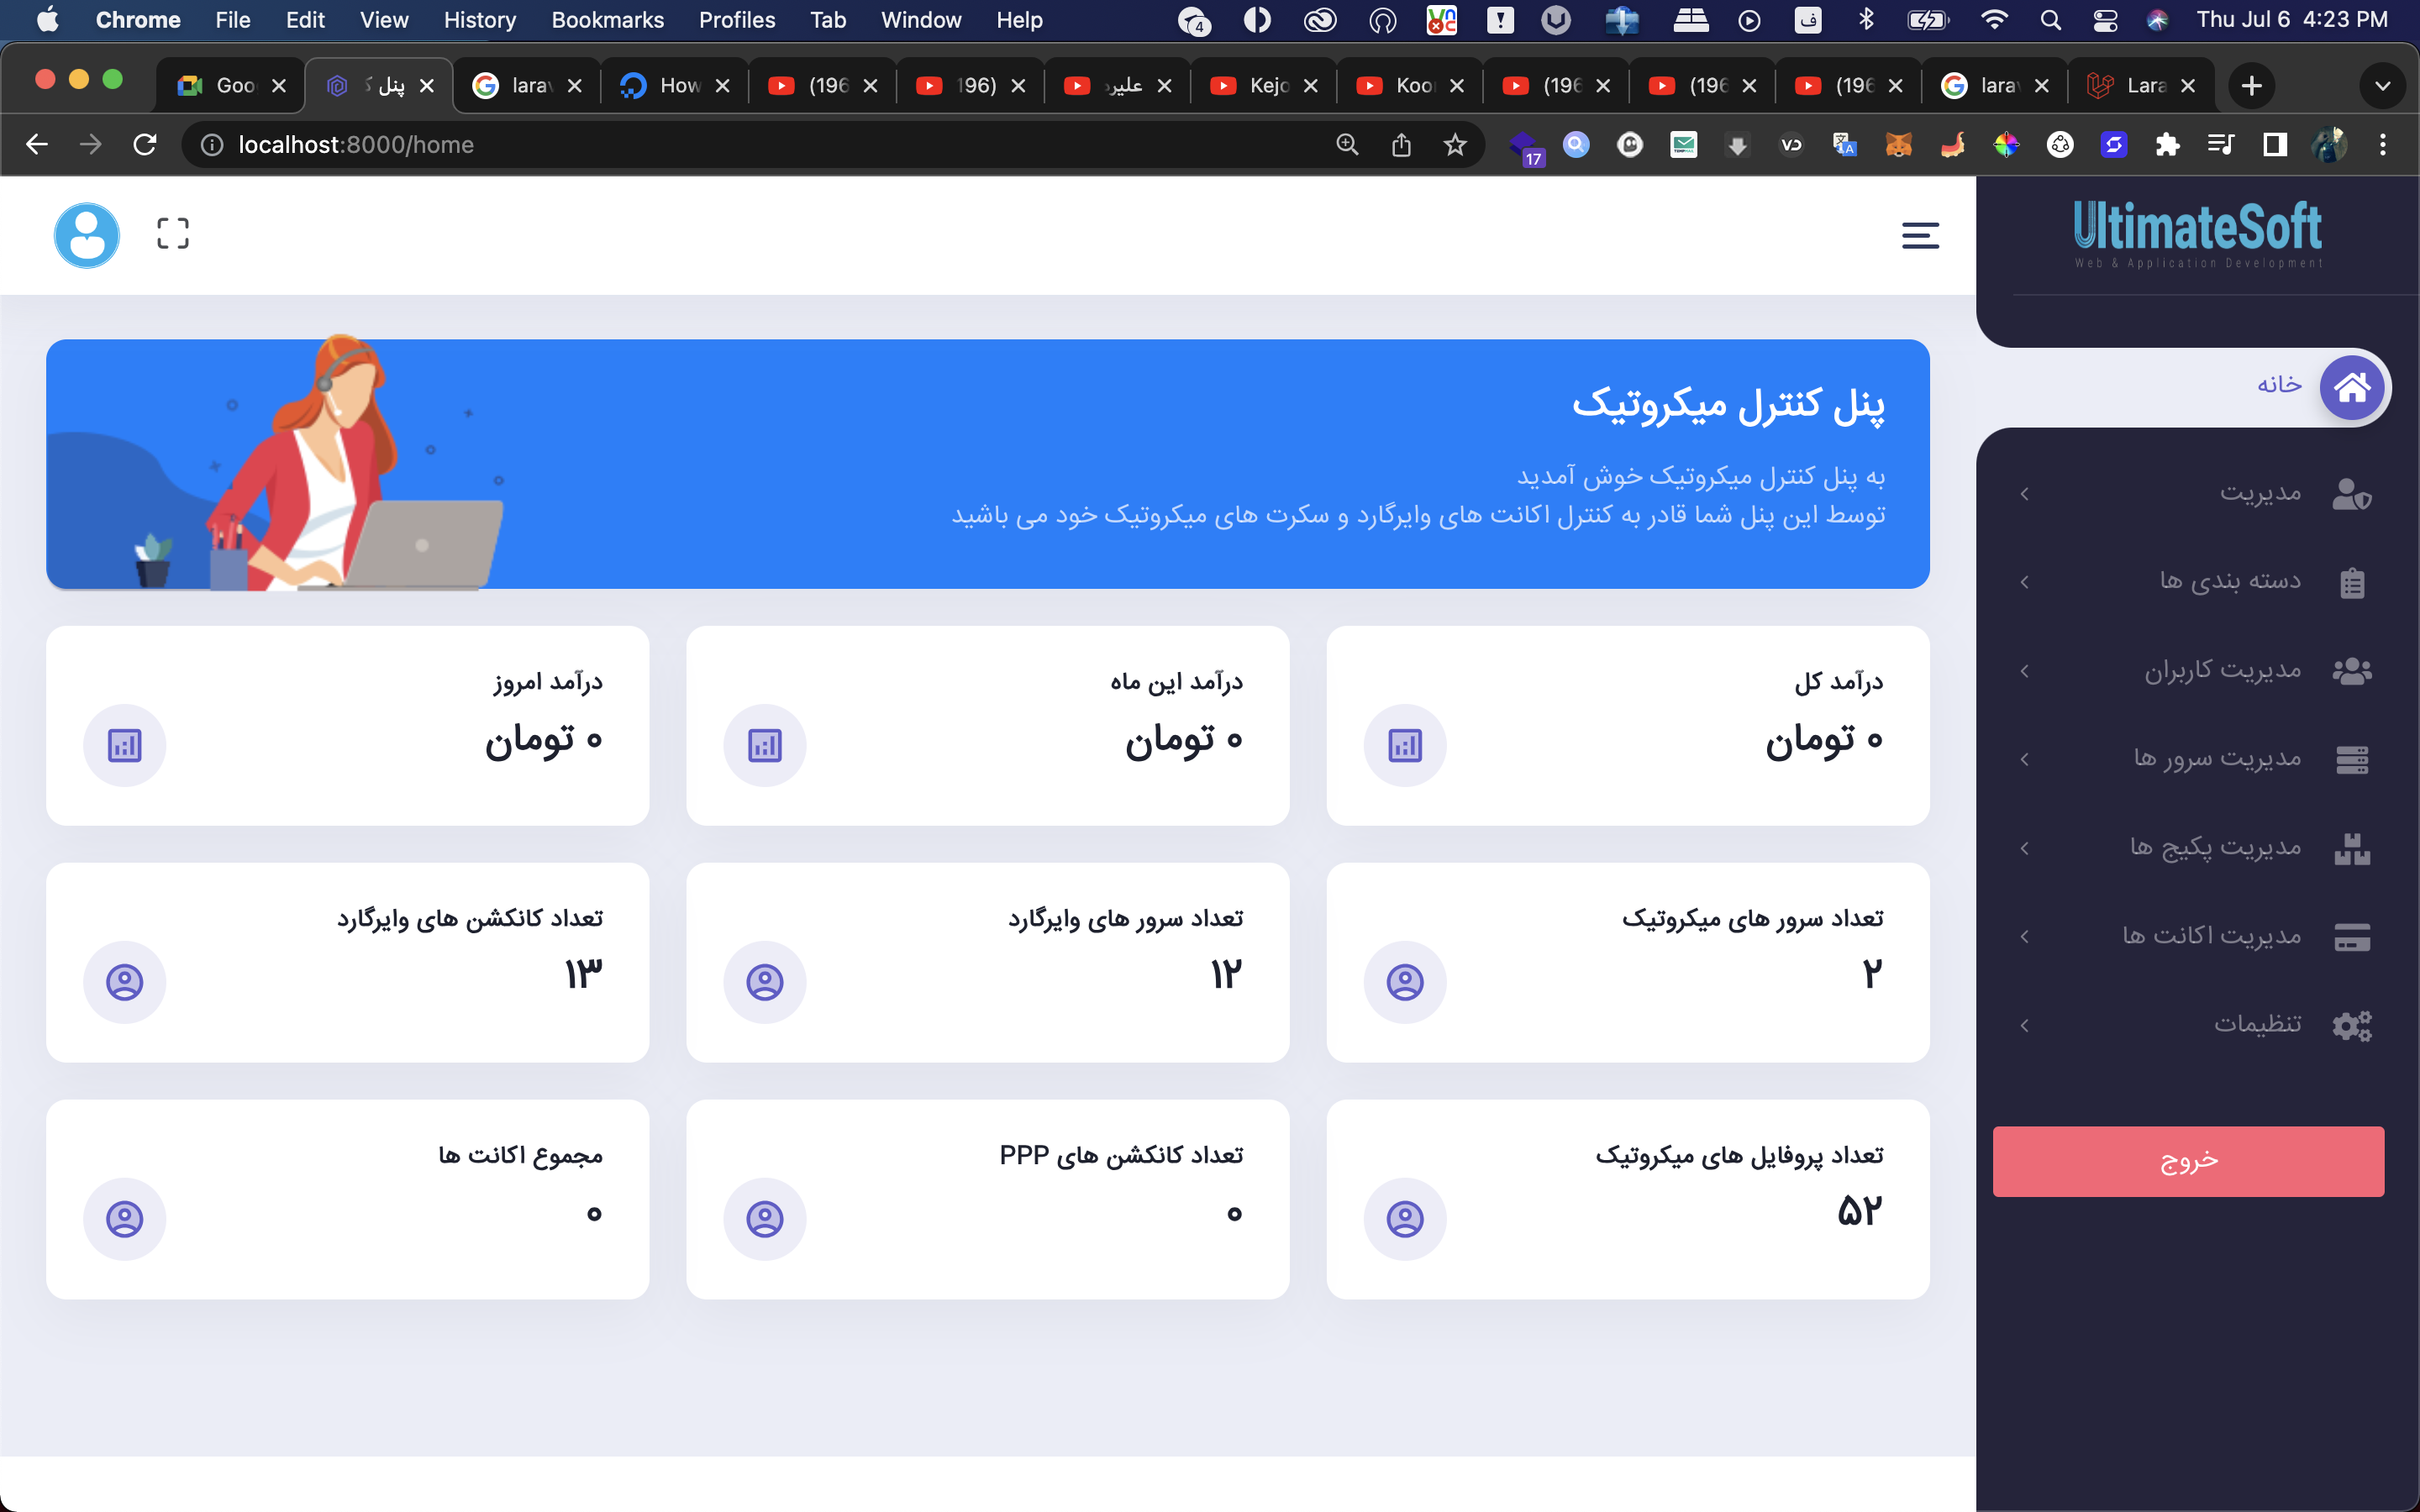 Chrome File Edit View History Bookmarks Profiles Tab Window Help
4 ف Thu Jul 6 4:23 PM
Goo پنل ک larav How (196 196) علیر Kejo Koo (196 (196 (196 larav Lara
localhost:8000/home
17
UltimateSoft
Web & Application Development
خانه
مدیریت
دسته بندی ها
مدیریت کاربران
مدیریت سرور ها
مدیریت پکیج ها
مدیریت اکانت ها
تنظیمات
خروج
پنل کنترل میکروتیک
به پنل کنترل میکروتیک خوش آمدید
توسط این پنل شما قادر به کنترل اکانت های وایرگارد و سکرت های میکروتیک خود می باشید
درآمد کل
۰ تومان
درآمد این ماه
۰ تومان
درآمد امروز
۰ تومان
تعداد سرور های میکروتیک
۲
تعداد سرور های وایرگارد
۱۲
تعداد کانکشن های وایرگارد
۱۳
تعداد پروفایل های میکروتیک
۵۲
تعداد کانکشن های PPP
۰
مجموع اکانت ها
۰